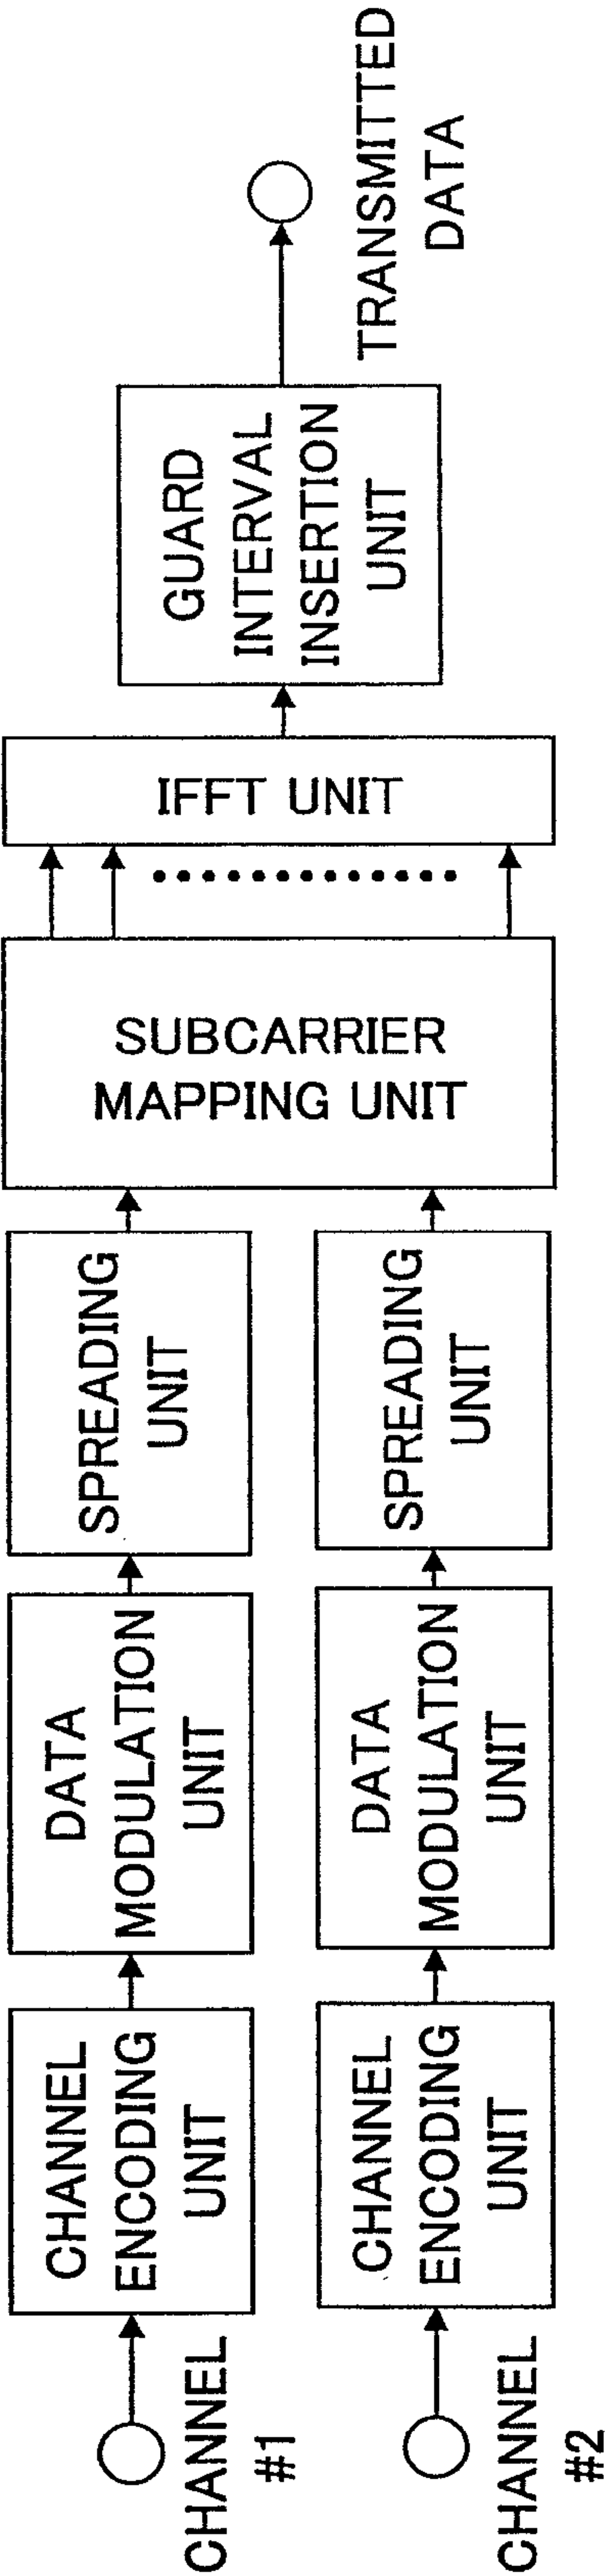 CHANNEL
#1
CHANNEL
ENCODING
UNIT
DATA
MODULATION
UNIT
SPREADING
UNIT
CHANNEL
#2
CHANNEL
ENCODING
UNIT
DATA
MODULATION
UNIT
SPREADING
UNIT
SUBCARRIER
MAPPING UNIT
IFFT UNIT
GUARD
INTERVAL
INSERTION
UNIT
TRANSMITTED
DATA